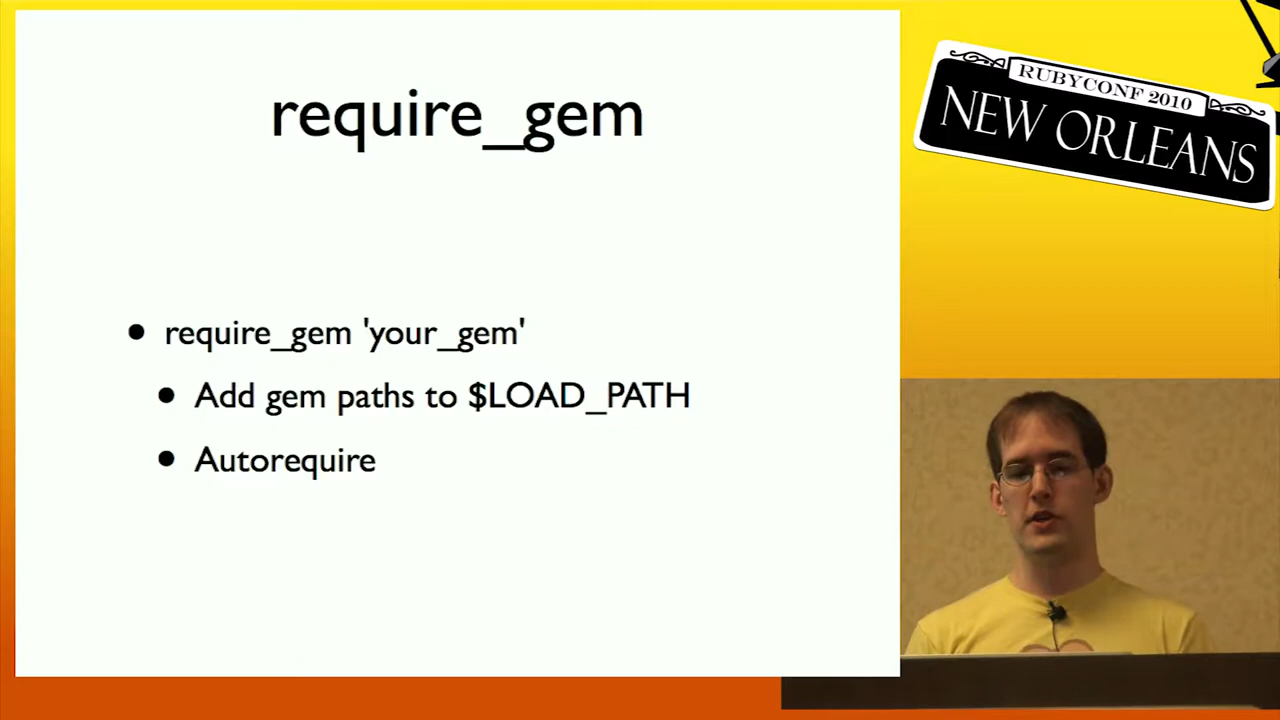 require_gem
RUBYCONF 2010
NEW ORLEANS
• require_gem 'your_gem'
• Add gem paths to $LOAD_PATH
• Autorequire